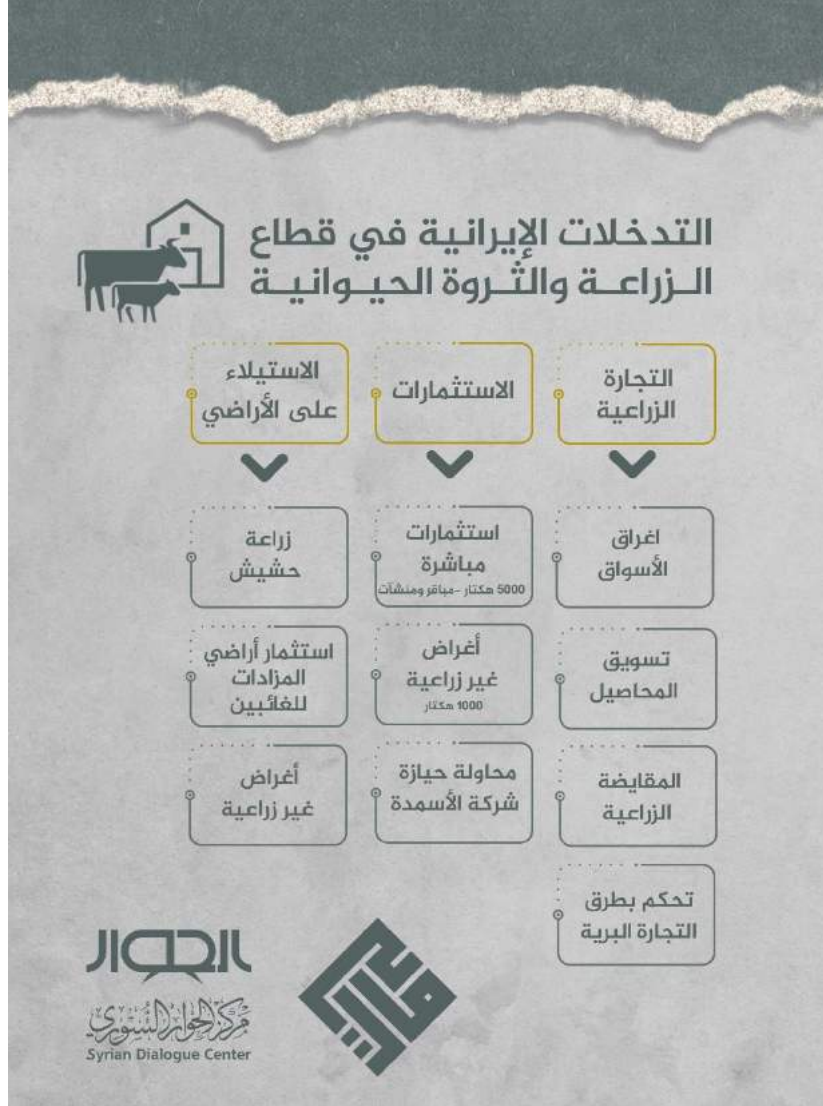 التدخلات الإيرانية في قطاع
الـزراعــة والثــروة الحيــوانيــة
التجارة
الزراعية
اغراق
الأسواق
تسويق
المحاصيل
المقايضة
الزراعية
تحكم بطرق
التجارة البرية
الاستثمارات
استثمارات
مباشرة
5000 هكتار -مباقر ومنشآت
أغراض
غير زراعية
1000 هكتار
محاولة حيازة
شركة الأسمدة
الاستيلاء
على الأراضي
زراعة
حشيش
استثمار أراضي
المزادات
للغائبين
أغراض
غير زراعية
الحوار
مركز الحوار السوري
Syrian Dialogue Center